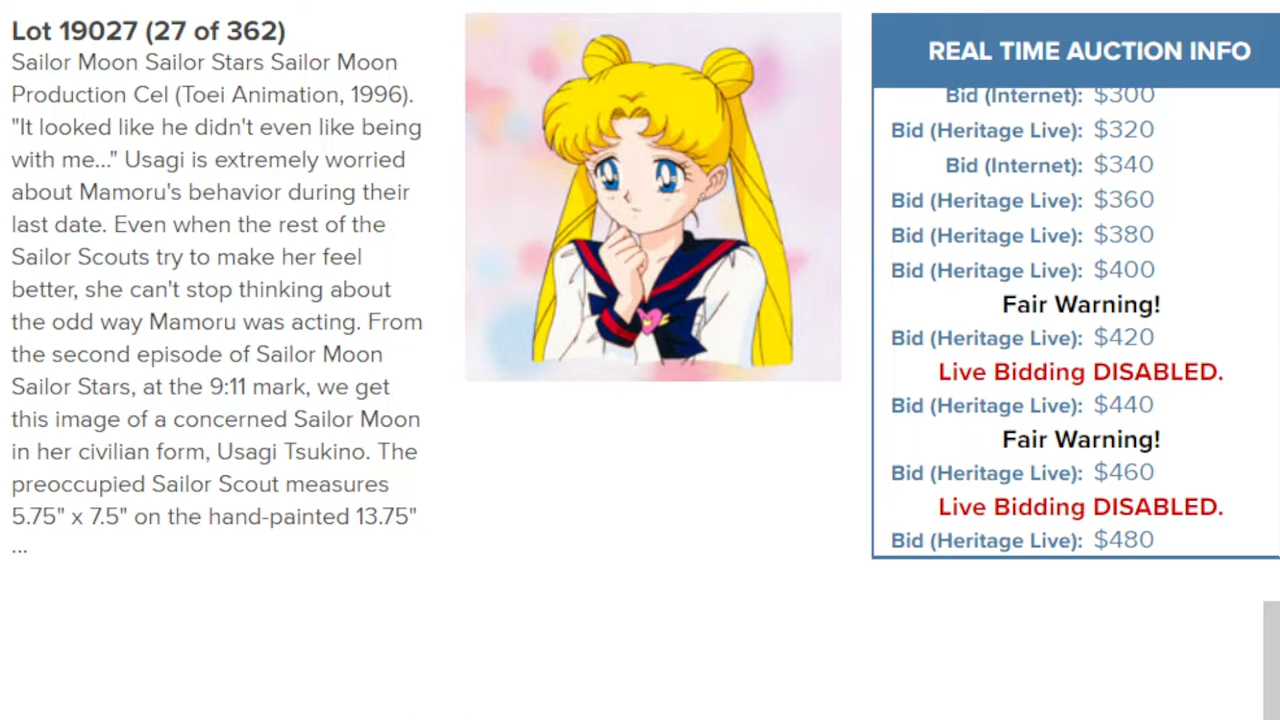 Lot 19027 (27 of 362)
Sailor Moon Sailor Stars Sailor Moon
Production Cel (Toei Animation, 1996).
"It looked like he didn't even like being
with me..." Usagi is extremely worried
about Mamoru's behavior during their
last date. Even when the rest of the
Sailor Scouts try to make her feel
better, she can't stop thinking about
the odd way Mamoru was acting. From
the second episode of Sailor Moon
Sailor Stars, at the 9:11 mark, we get
this image of a concerned Sailor Moon
in her civilian form, Usagi Tsukino. The
preoccupied Sailor Scout measures
5.75" x 7.5" on the hand-painted 13.75"
...
REAL TIME AUCTION INFO
Bid (Internet): $300
Bid (Heritage Live): $320
Bid (Internet): $340
Bid (Heritage Live): $360
Bid (Heritage Live): $380
Bid (Heritage Live): $400
Fair Warning!
Bid (Heritage Live): $420
Live Bidding DISABLED.
Bid (Heritage Live): $440
Fair Warning!
Bid (Heritage Live): $460
Live Bidding DISABLED.
Bid (Heritage Live): $480